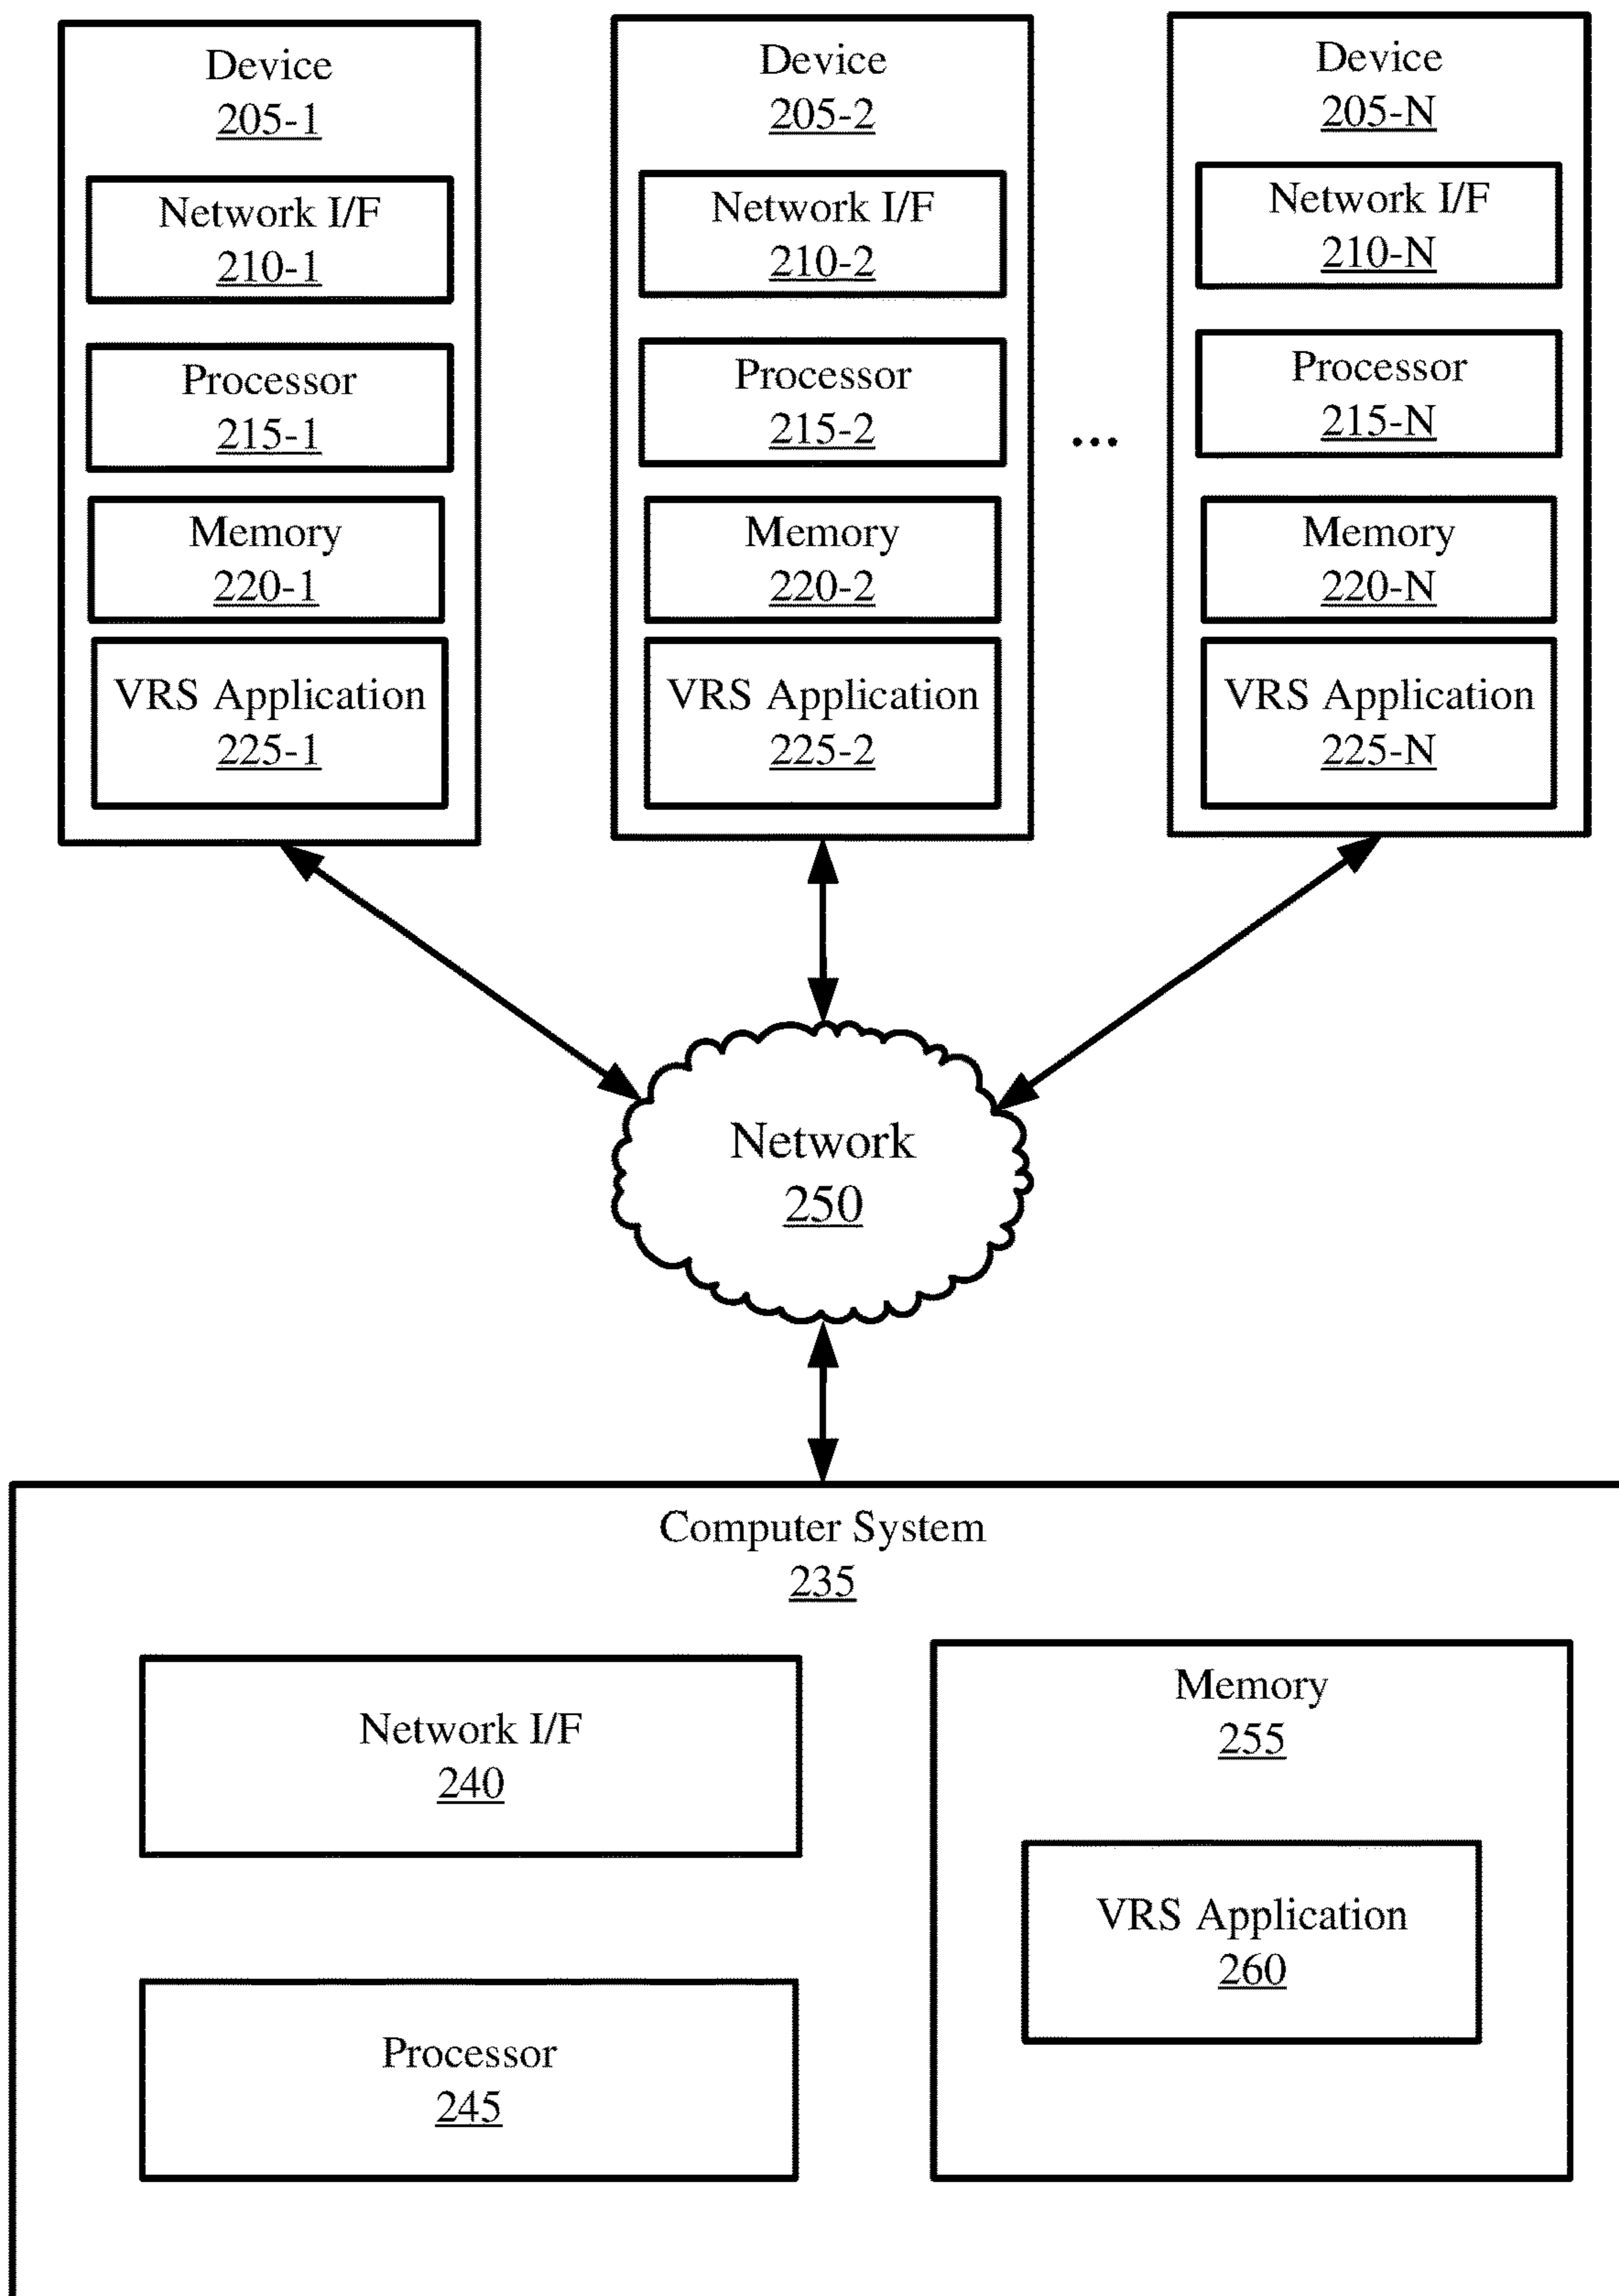 Device
205-1
Network I/F
210-1
Processor
215-1
Memory
220-1
VRS Application
225-1
Device
205-2
Network I/F
210-2
Processor
215-2
Memory
220-2
VRS Application
225-2
...
Device
205-N
Network I/F
210-N
Processor
215-N
Memory
220-N
VRS Application
225-N
Network
250
Computer System
235
Network I/F
240
Processor
245
Memory
255
VRS Application
260